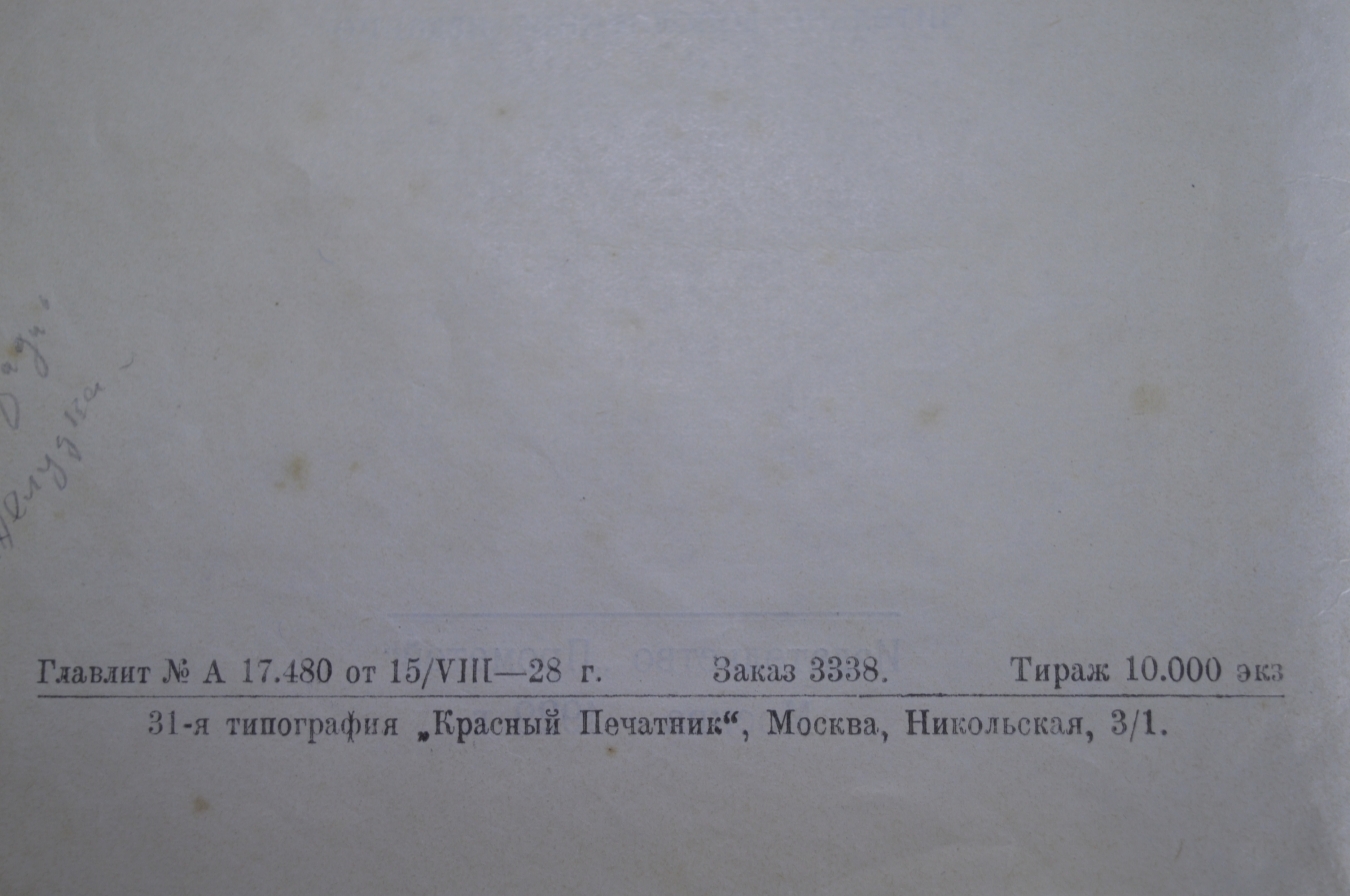 Главлит № А 17.480 от 15/VIII—28 г. Заказ 3338. Тираж 10.000 экз
31-я типография „Красный Печатник“, Москва, Никольская, 3/1.